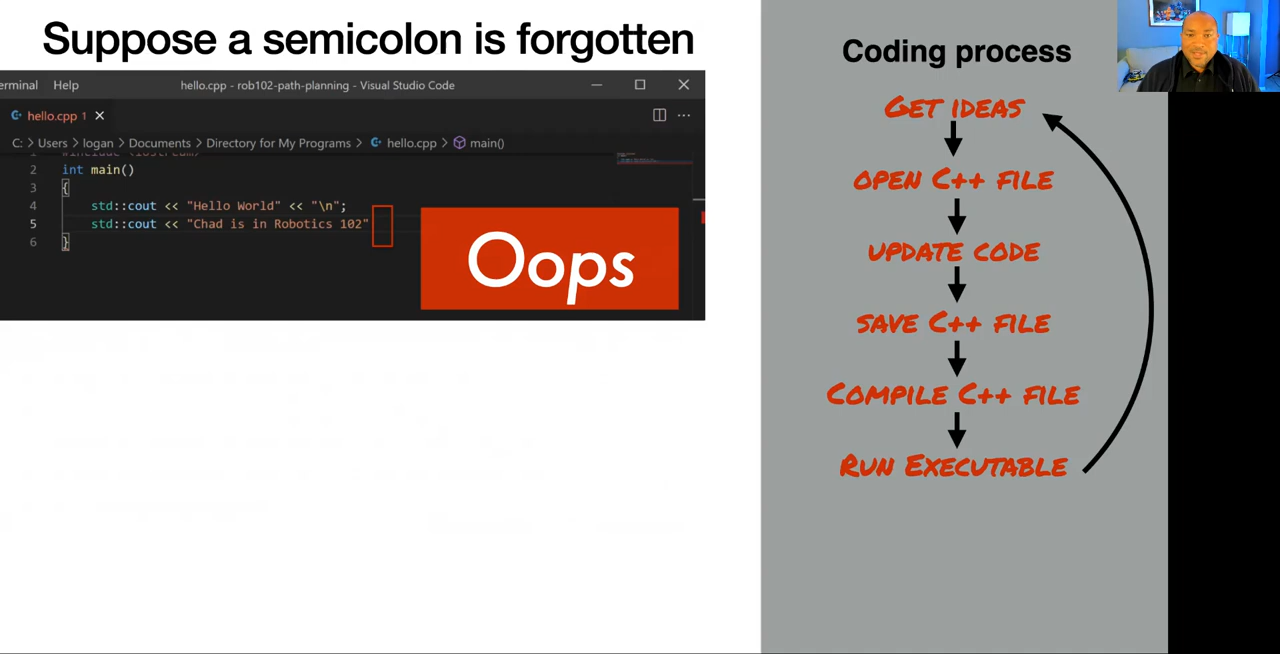 Suppose a semicolon is forgotten
erminal Help hello.cpp - rob102-path-planning - Visual Studio Code
hello.cpp 1
C: > Users > logan > Documents > Directory for My Programs > hello.cpp > main()
1 #include <iostream>
2 int main()
3 {
4 std::cout << "Hello World" << "\n";
5 std::cout << "Chad is in Robotics 102"
6 }
Oops
Coding process
Get ideas
open C++ file
update code
save C++ file
Compile C++ file
Run Executable